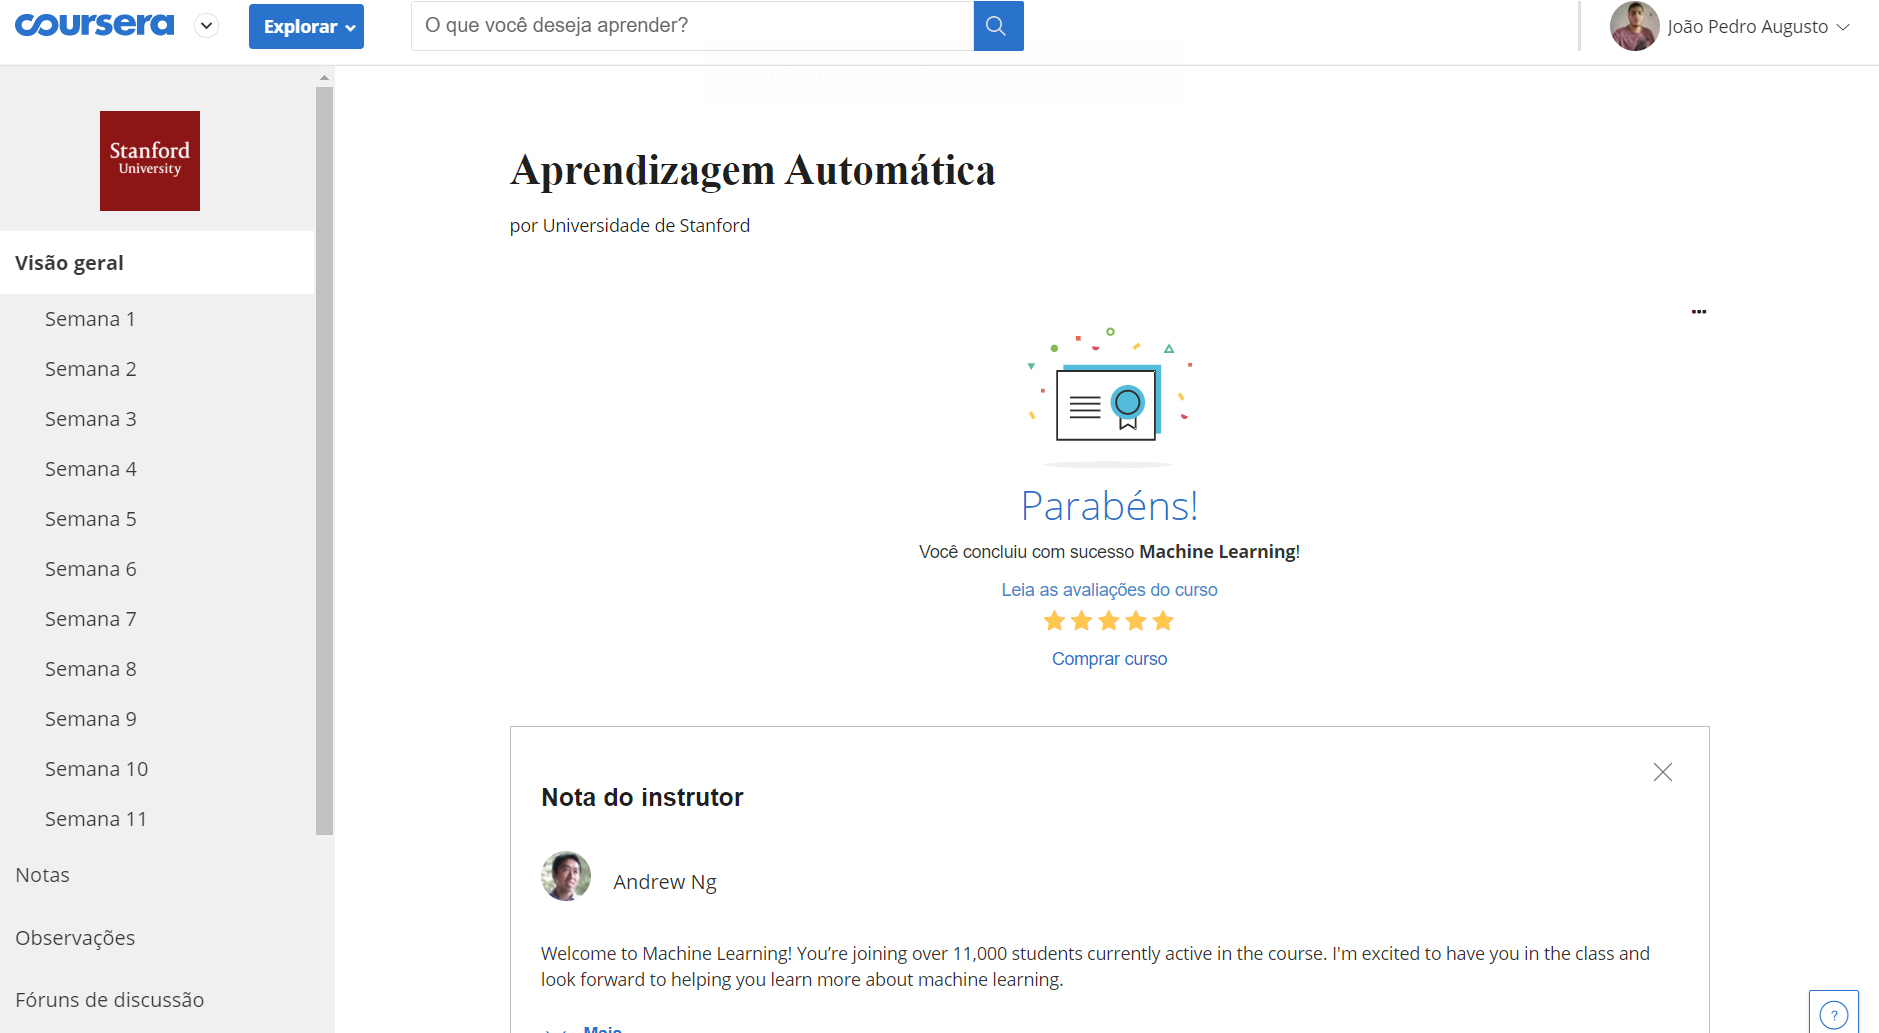 coursera
Explorar
O que você deseja aprender?
João Pedro Augusto
Stanford
University
Visão geral
Semana 1
Semana 2
Semana 3
Semana 4
Semana 5
Semana 6
Semana 7
Semana 8
Semana 9
Semana 10
Semana 11
Notas
Observações
Fóruns de discussão
Aprendizagem Automática
por Universidade de Stanford
Parabéns!
Você concluiu com sucesso Machine Learning!
Leia as avaliações do curso
Comprar curso
Nota do instrutor
Andrew Ng
Welcome to Machine Learning! You’re joining over 11,000 students currently active in the course. I'm excited to have you in the class and
look forward to helping you learn more about machine learning.
Mais
?